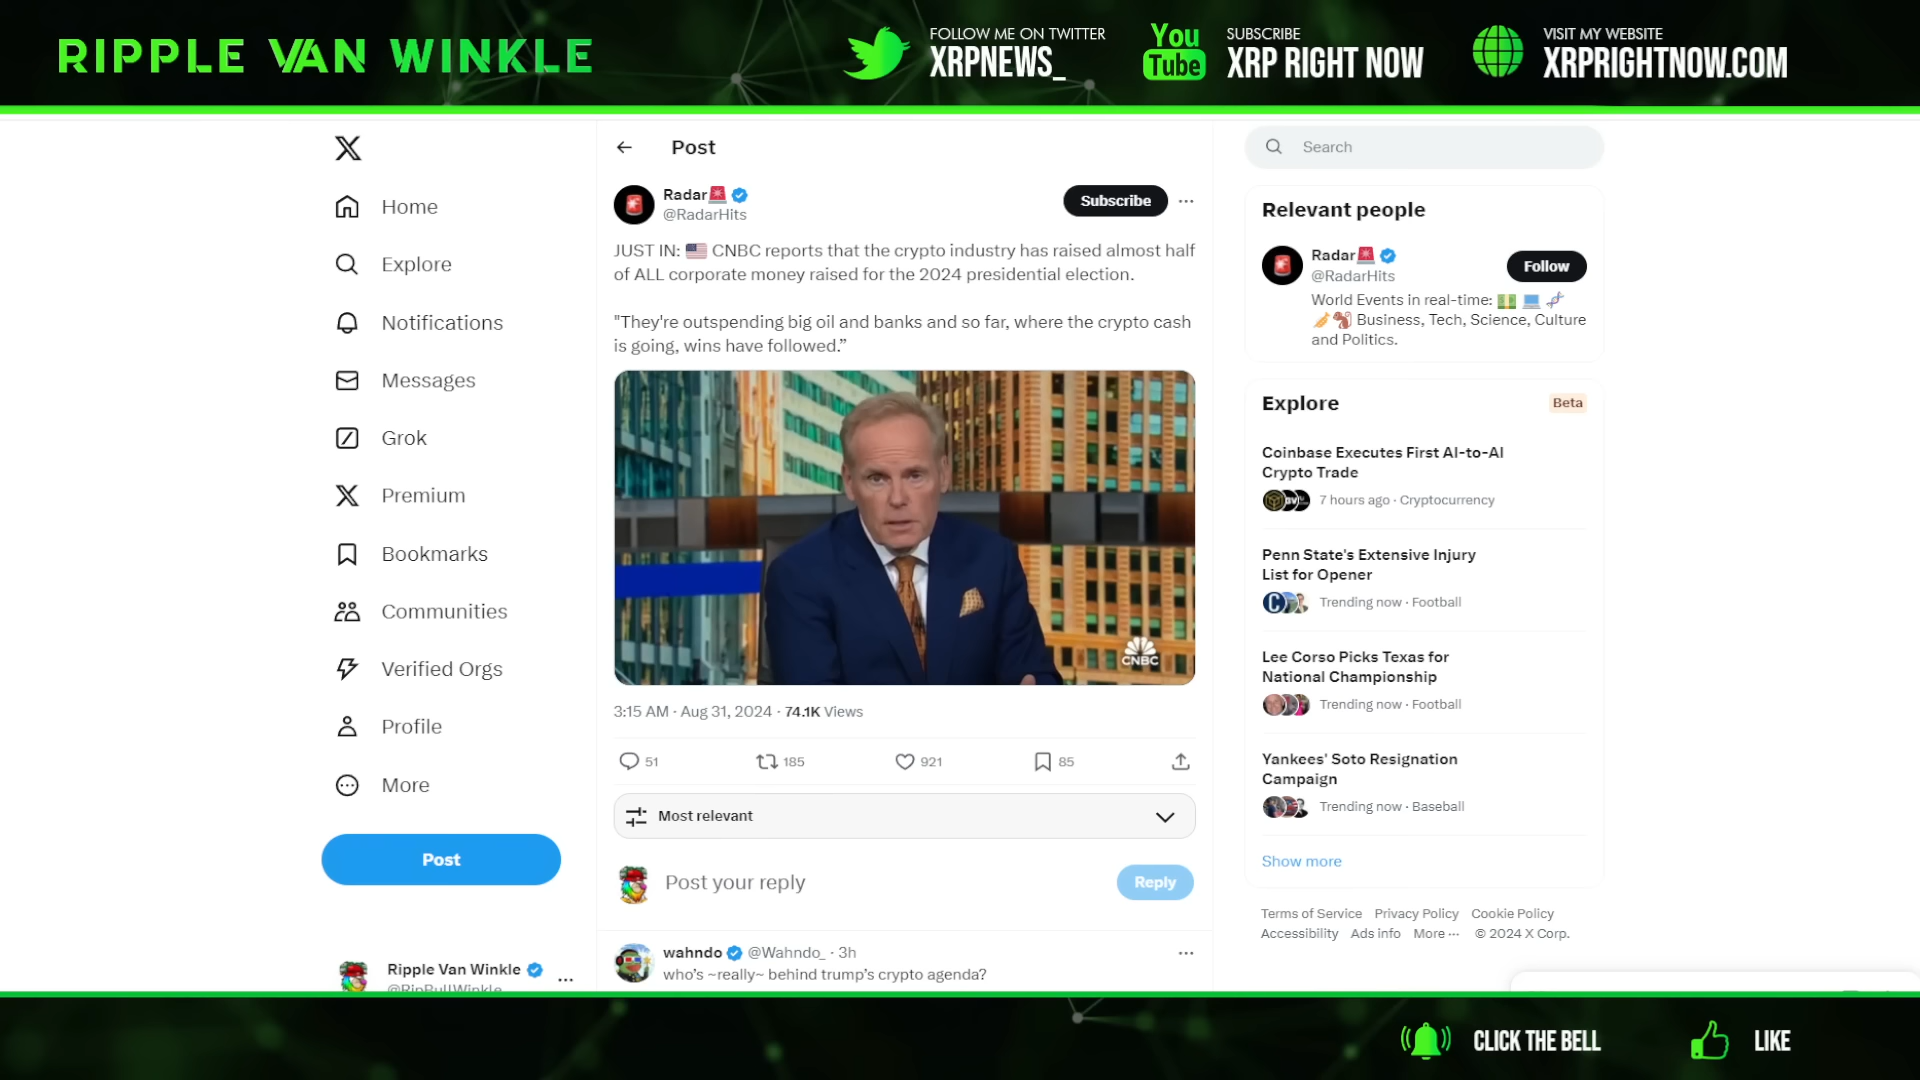 RIPPLE VAN WINKLE
FOLLOW ME ON TWITTER
XRPNEWS_
You
Tube
SUBSCRIBE
XRP RIGHT NOW
VISIT MY WEBSITE
XRPRIGHTNOW.COM
Home
Explore
Notifications
Messages
Grok
Premium
Bookmarks
Communities
Verified Orgs
Profile
More
Post
Ripple Van Winkle
@RipBullWinkle
Post
Radar
@RadarHits
Subscribe
JUST IN: 🇺🇸 CNBC reports that the crypto industry has raised almost half
of ALL corporate money raised for the 2024 presidential election.
"They're outspending big oil and banks and so far, where the crypto cash
is going, wins have followed.”
CNBC
3:15 AM · Aug 31, 2024 · 74.1K Views
51
185
921
85
Most relevant
Post your reply
Reply
wahndo @Wahndo_ · 3h
who's ~really~ behind trump's crypto agenda?
Search
Relevant people
Radar
@RadarHits
Follow
World Events in real-time:
Business, Tech, Science, Culture
and Politics.
Explore
Beta
Coinbase Executes First AI-to-AI
Crypto Trade
7 hours ago · Cryptocurrency
Penn State's Extensive Injury
List for Opener
Trending now · Football
Lee Corso Picks Texas for
National Championship
Trending now · Football
Yankees' Soto Resignation
Campaign
Trending now · Baseball
Show more
Terms of Service Privacy Policy Cookie Policy
Accessibility Ads info More ··· © 2024 X Corp.
CLICK THE BELL
LIKE